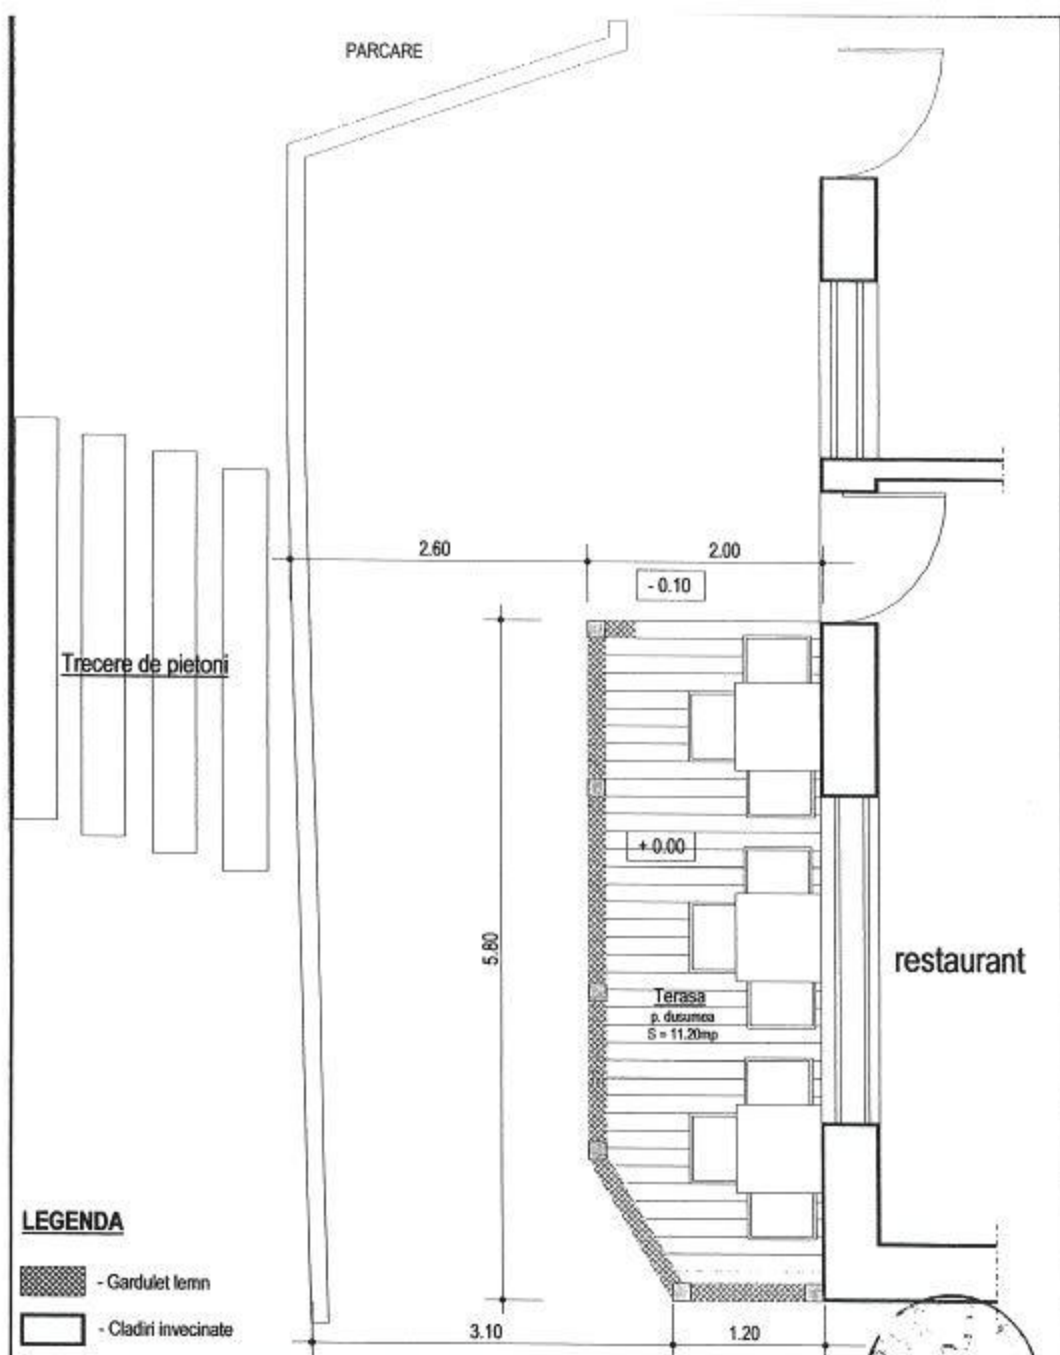 PARCARE
2.60
2.00
- 0.10
Trecere de pietoni
+ 0.00
5.80
restaurant
Terasa
p. dusumea
S = 11.20mp
LEGENDA
- Gardulet lemn
- Cladiri invecinate
3.10
1.20